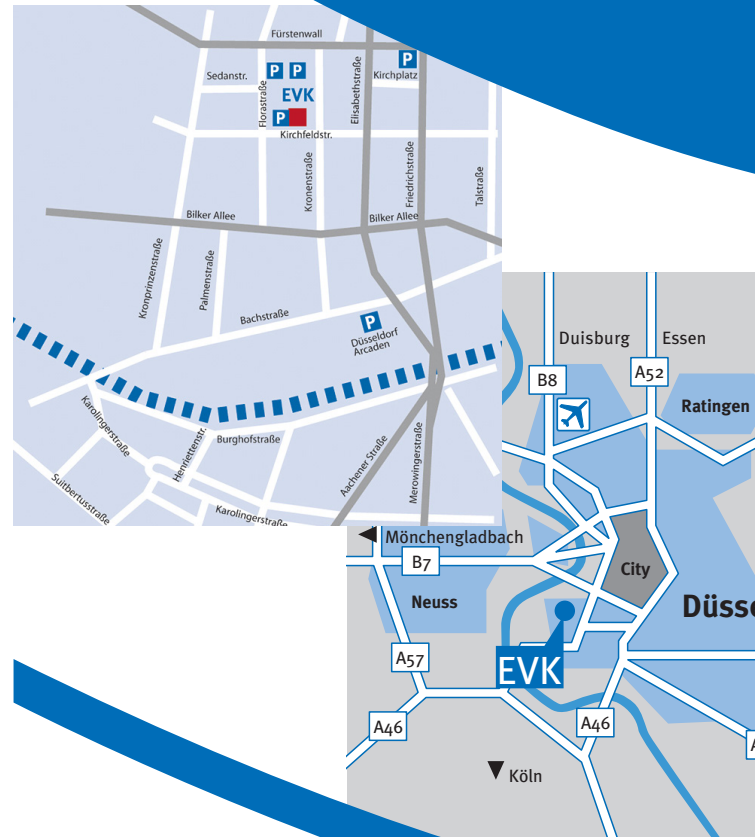 Fürstenwall
P
Sedanstr.
P P
Kirchplatz
EVK
Florastraße
Elisabethstraße
P
Kirchfeldstr.
Kronenstraße
Friedrichstraße
Talstraße
Bilker Allee
Bilker Allee
Kronprinzenstraße
Palmenstraße
Bachstraße
P
Düsseldorf
Arcaden
Karolingerstraße
Henriettenstr.
Burghofstraße
Aachener Straße
Merowingerstraße
Suitbertusstraße
Karolingerstraße
Duisburg
Essen
B8
A52
Ratingen
Mönchengladbach
B7
City
Neuss
Düsse
A57
EVK
A46
A46
A
Köln